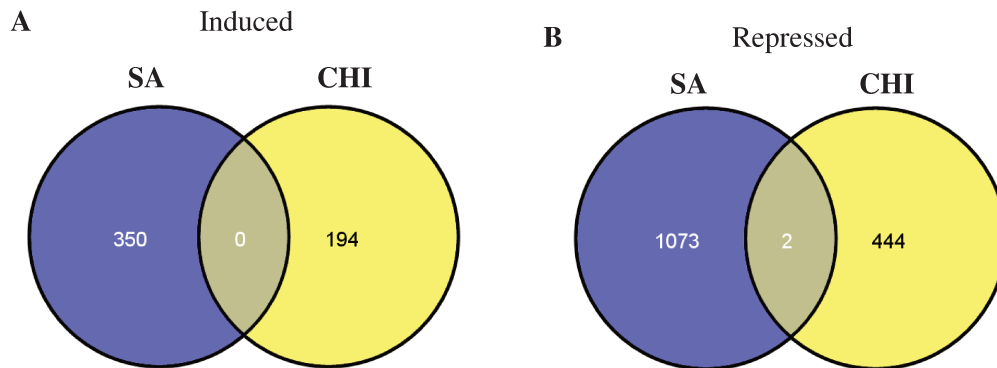 A Induced
SA CHI
350 0 194
B Repressed
SA CHI
1073 2 444